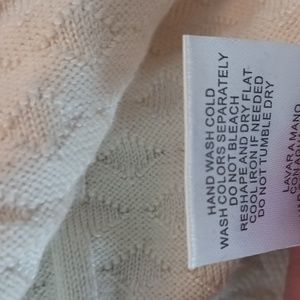 HAND WASH COLD
WASH COLORS SEPARATELY
DO NOT BLEACH
RESHAPE AND DRY FLAT
COOL IRON IF NEEDED
DO NOT TUMBLE DRY
LAVAR A MANO